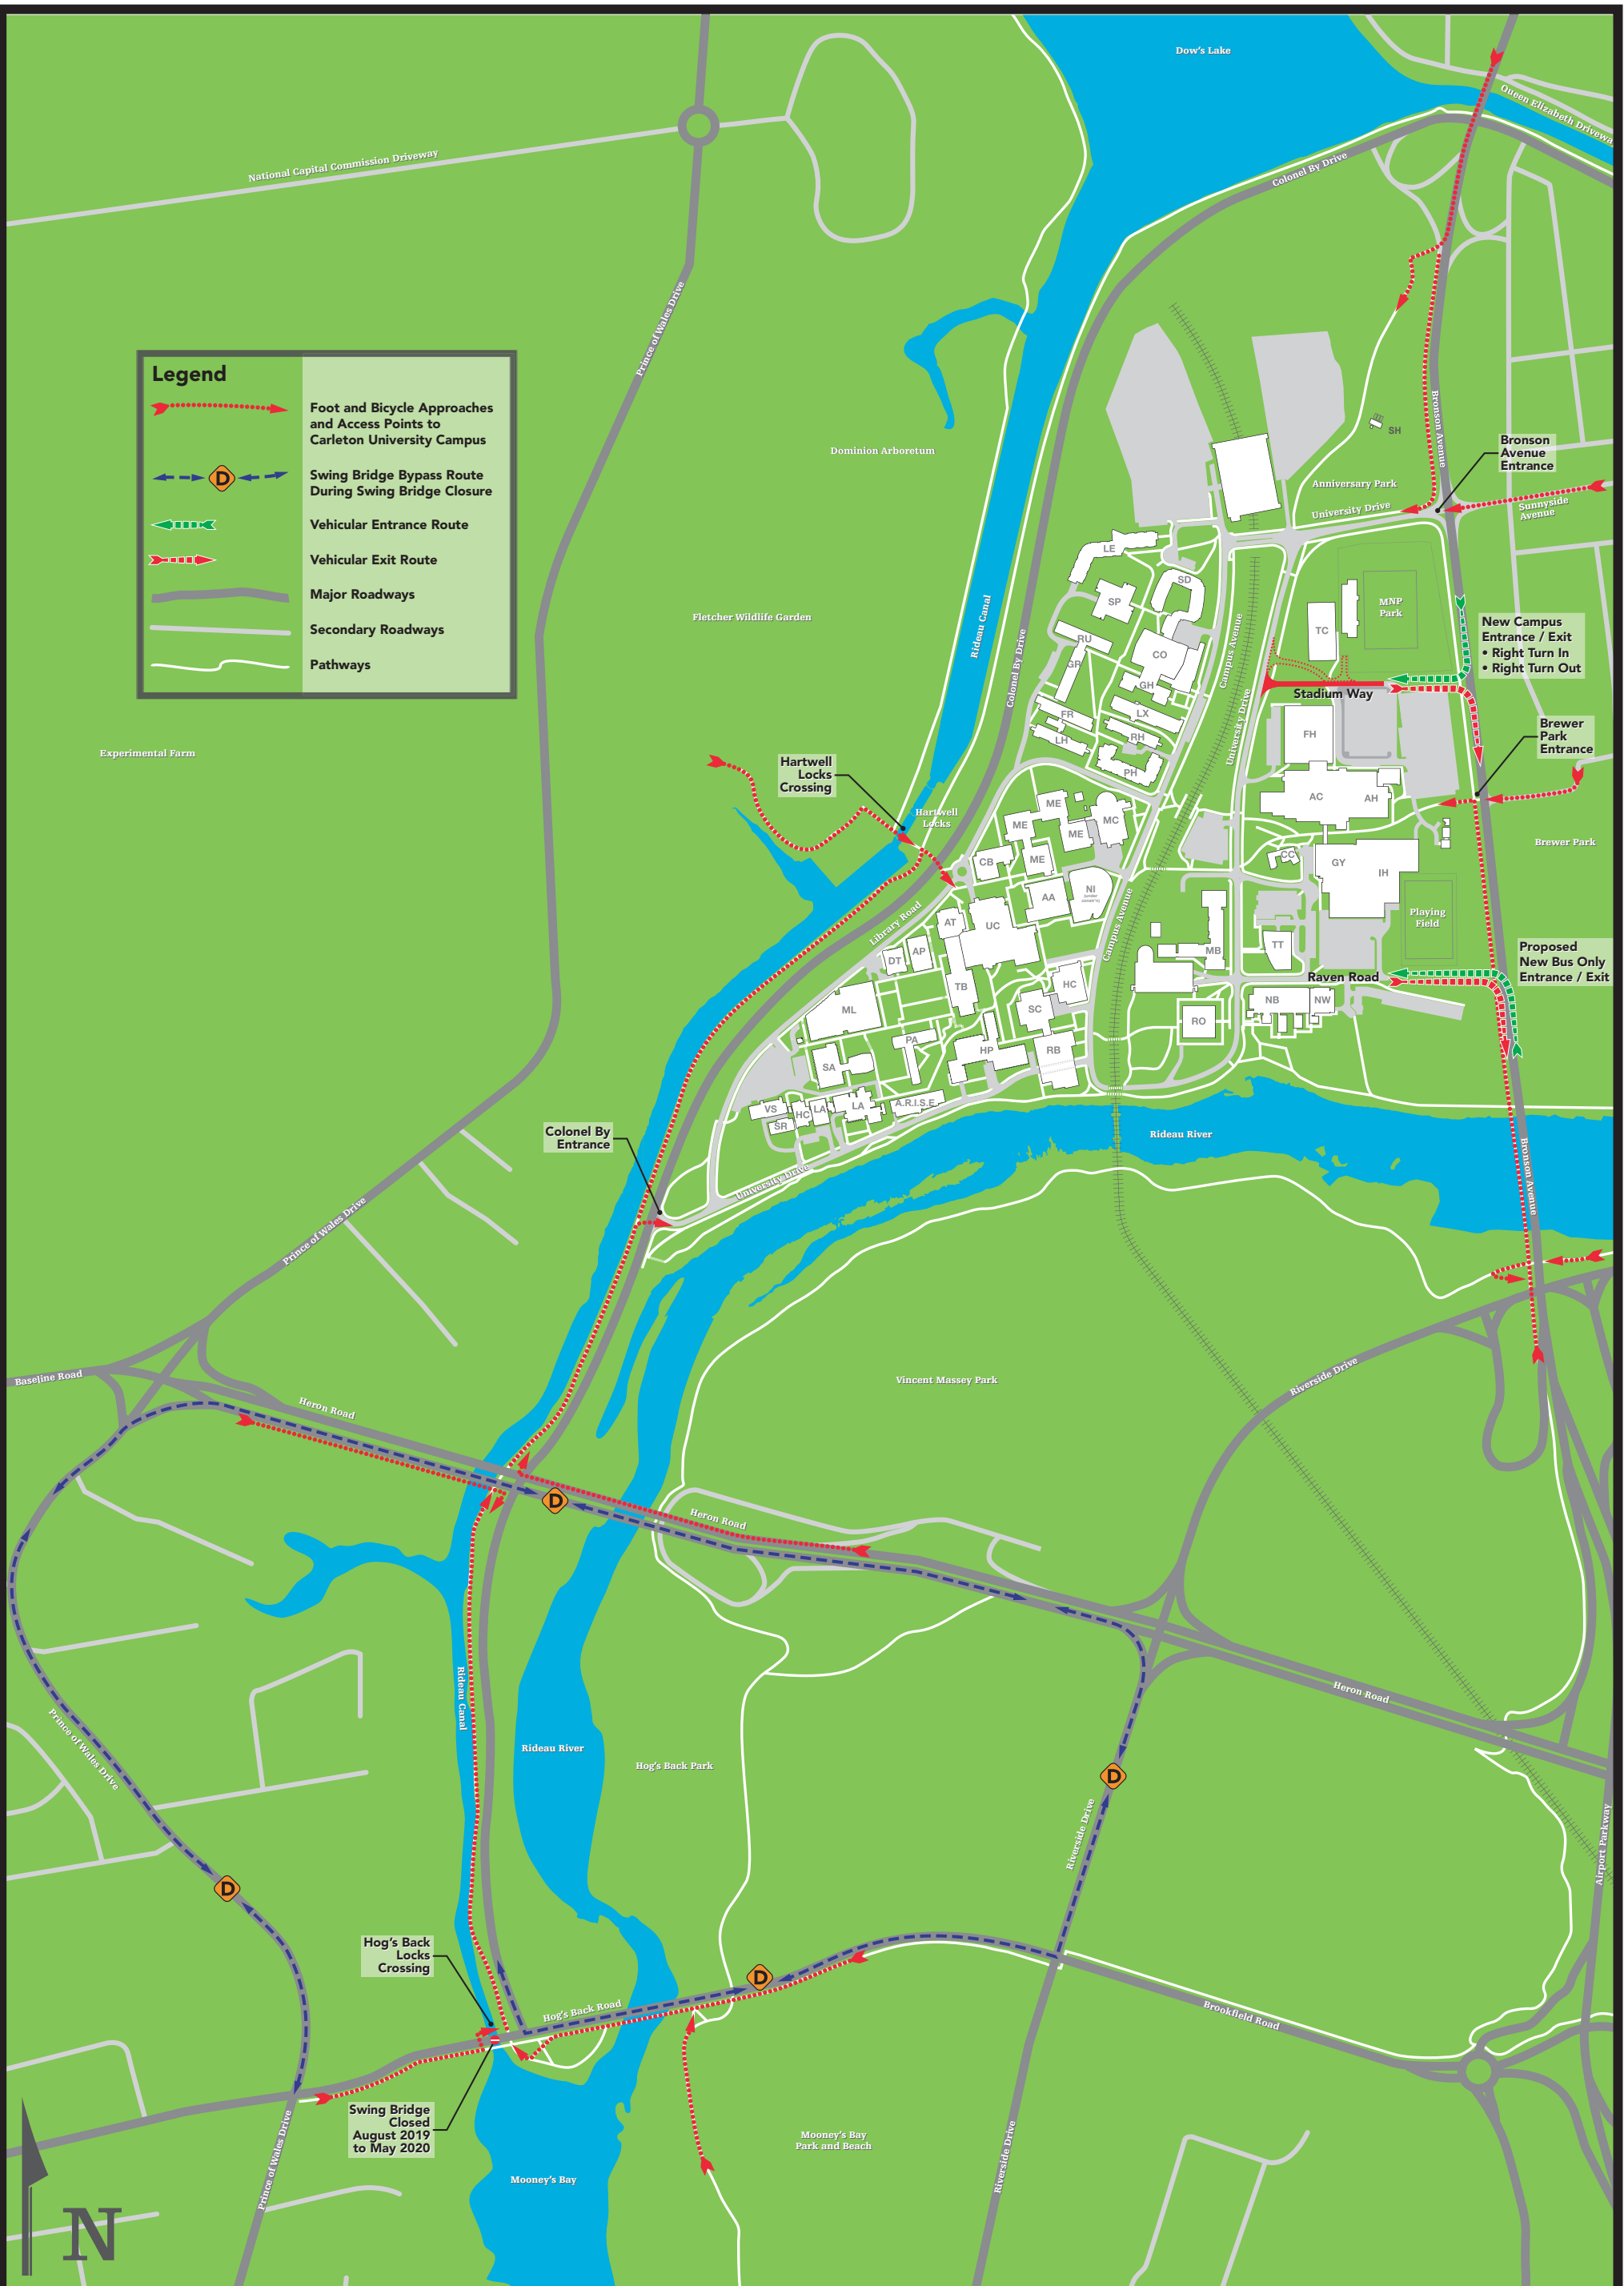 Dow's Lake
Queen Elizabeth Driveway
National Capital Commission Driveway
Colonel By Drive
Prince of Wales Drive
Legend
Foot and Bicycle Approaches
and Access Points to
Carleton University Campus
D
Swing Bridge Bypass Route
During Swing Bridge Closure
Vehicular Entrance Route
Vehicular Exit Route
Major Roadways
Secondary Roadways
Pathways
Dominion Arboretum
SH
Bronson Avenue
Bronson
Avenue
Entrance
Anniversary Park
University Drive
Sunnyside
Avenue
LE
SD
SP
MNP
Park
Fletcher Wildlife Garden
Rideau Canal
Colonel By Drive
RU
GR
CO
GH
Campus Avenue
TC
New Campus
Entrance / Exit
• Right Turn In
• Right Turn Out
Stadium Way
University Drive
FR
LX
LH
RH
PH
FH
Experimental Farm
Brewer
Park
Entrance
Hartwell
Locks
Crossing
Hartwell
Locks
ME
ME
ME
MC
AC
AH
Brewer Park
CB
ME
CC
GY
IH
NI
AA
Campus Avenue
Playing
Field
Library Road
AT
UC
AP
DT
MB
TT
Proposed
New Bus Only
Entrance / Exit
Raven Road
TB
HC
ML
SC
NB
NW
RO
PA
HP
RB
SA
VS
HC
LA
LA
A.R.I.S.E.
SR
Colonel By
Entrance
Rideau River
Bronson Avenue
University Drive
Prince of Wales Drive
Baseline Road
Heron Road
Vincent Massey Park
Riverside Drive
D
Heron Road
Rideau Canal
Heron Road
Prince of Wales Drive
Rideau River
Hog's Back Park
D
Riverside Drive
Airport Parkway
D
Hog's Back
Locks
Crossing
D
Hog's Back Road
Brookfield Road
Swing Bridge
Closed
August 2019
to May 2020
Prince of Wales Drive
Mooney's Bay
Park and Beach
Riverside Drive
Mooney's Bay
N